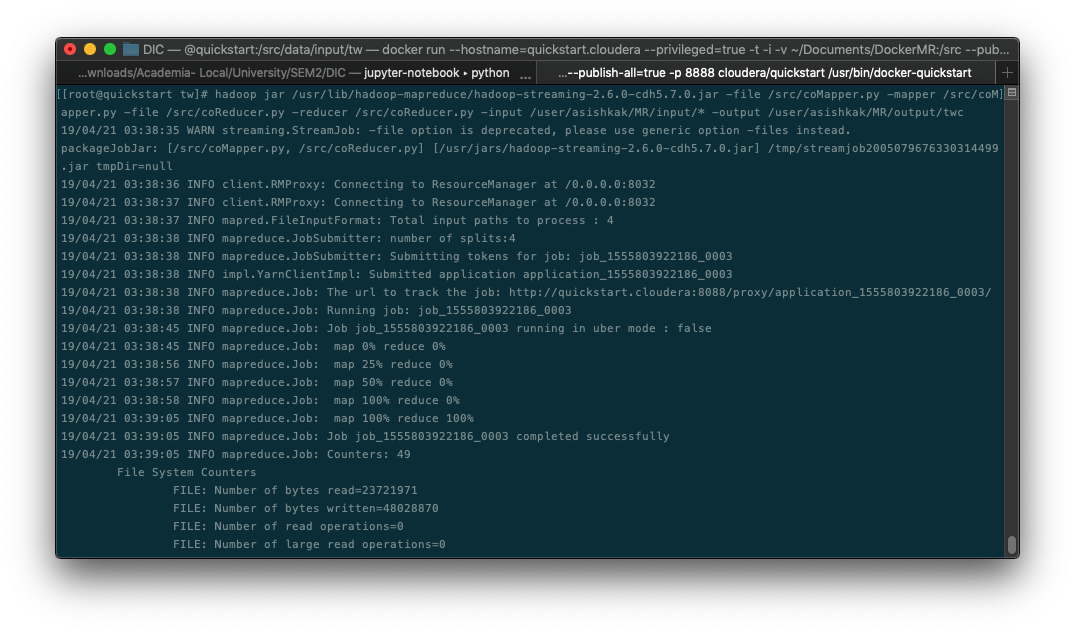 DIC — @quickstart:/src/data/input/tw — docker run --hostname=quickstart.cloudera --privileged=true -t -i -v ~/Documents/DockerMR:/src --pub...
...wnloads/Academia- Local/University/SEM2/DIC — jupyter-notebook ▸ python ...
...--publish-all=true -p 8888 cloudera/quickstart /usr/bin/docker-quickstart +
[[root@quickstart tw]# hadoop jar /usr/lib/hadoop-mapreduce/hadoop-streaming-2.6.0-cdh5.7.0.jar -file /src/coMapper.py -mapper /src/coM]
apper.py -file /src/coReducer.py -reducer /src/coReducer.py -input /user/asishkak/MR/input/* -output /user/asishkak/MR/output/twc
19/04/21 03:38:35 WARN streaming.StreamJob: -file option is deprecated, please use generic option -files instead.
packageJobJar: [/src/coMapper.py, /src/coReducer.py] [/usr/jars/hadoop-streaming-2.6.0-cdh5.7.0.jar] /tmp/streamjob2005079676330314499
.jar tmpDir=null
19/04/21 03:38:36 INFO client.RMProxy: Connecting to ResourceManager at /0.0.0.0:8032
19/04/21 03:38:37 INFO client.RMProxy: Connecting to ResourceManager at /0.0.0.0:8032
19/04/21 03:38:37 INFO mapred.FileInputFormat: Total input paths to process : 4
19/04/21 03:38:38 INFO mapreduce.JobSubmitter: number of splits:4
19/04/21 03:38:38 INFO mapreduce.JobSubmitter: Submitting tokens for job: job_1555803922186_0003
19/04/21 03:38:38 INFO impl.YarnClientImpl: Submitted application application_1555803922186_0003
19/04/21 03:38:38 INFO mapreduce.Job: The url to track the job: http://quickstart.cloudera:8088/proxy/application_1555803922186_0003/
19/04/21 03:38:38 INFO mapreduce.Job: Running job: job_1555803922186_0003
19/04/21 03:38:45 INFO mapreduce.Job: Job job_1555803922186_0003 running in uber mode : false
19/04/21 03:38:45 INFO mapreduce.Job:  map 0% reduce 0%
19/04/21 03:38:56 INFO mapreduce.Job:  map 25% reduce 0%
19/04/21 03:38:57 INFO mapreduce.Job:  map 50% reduce 0%
19/04/21 03:38:58 INFO mapreduce.Job:  map 100% reduce 0%
19/04/21 03:39:05 INFO mapreduce.Job:  map 100% reduce 100%
19/04/21 03:39:05 INFO mapreduce.Job: Job job_1555803922186_0003 completed successfully
19/04/21 03:39:05 INFO mapreduce.Job: Counters: 49
File System Counters
FILE: Number of bytes read=23721971
FILE: Number of bytes written=48028870
FILE: Number of read operations=0
FILE: Number of large read operations=0